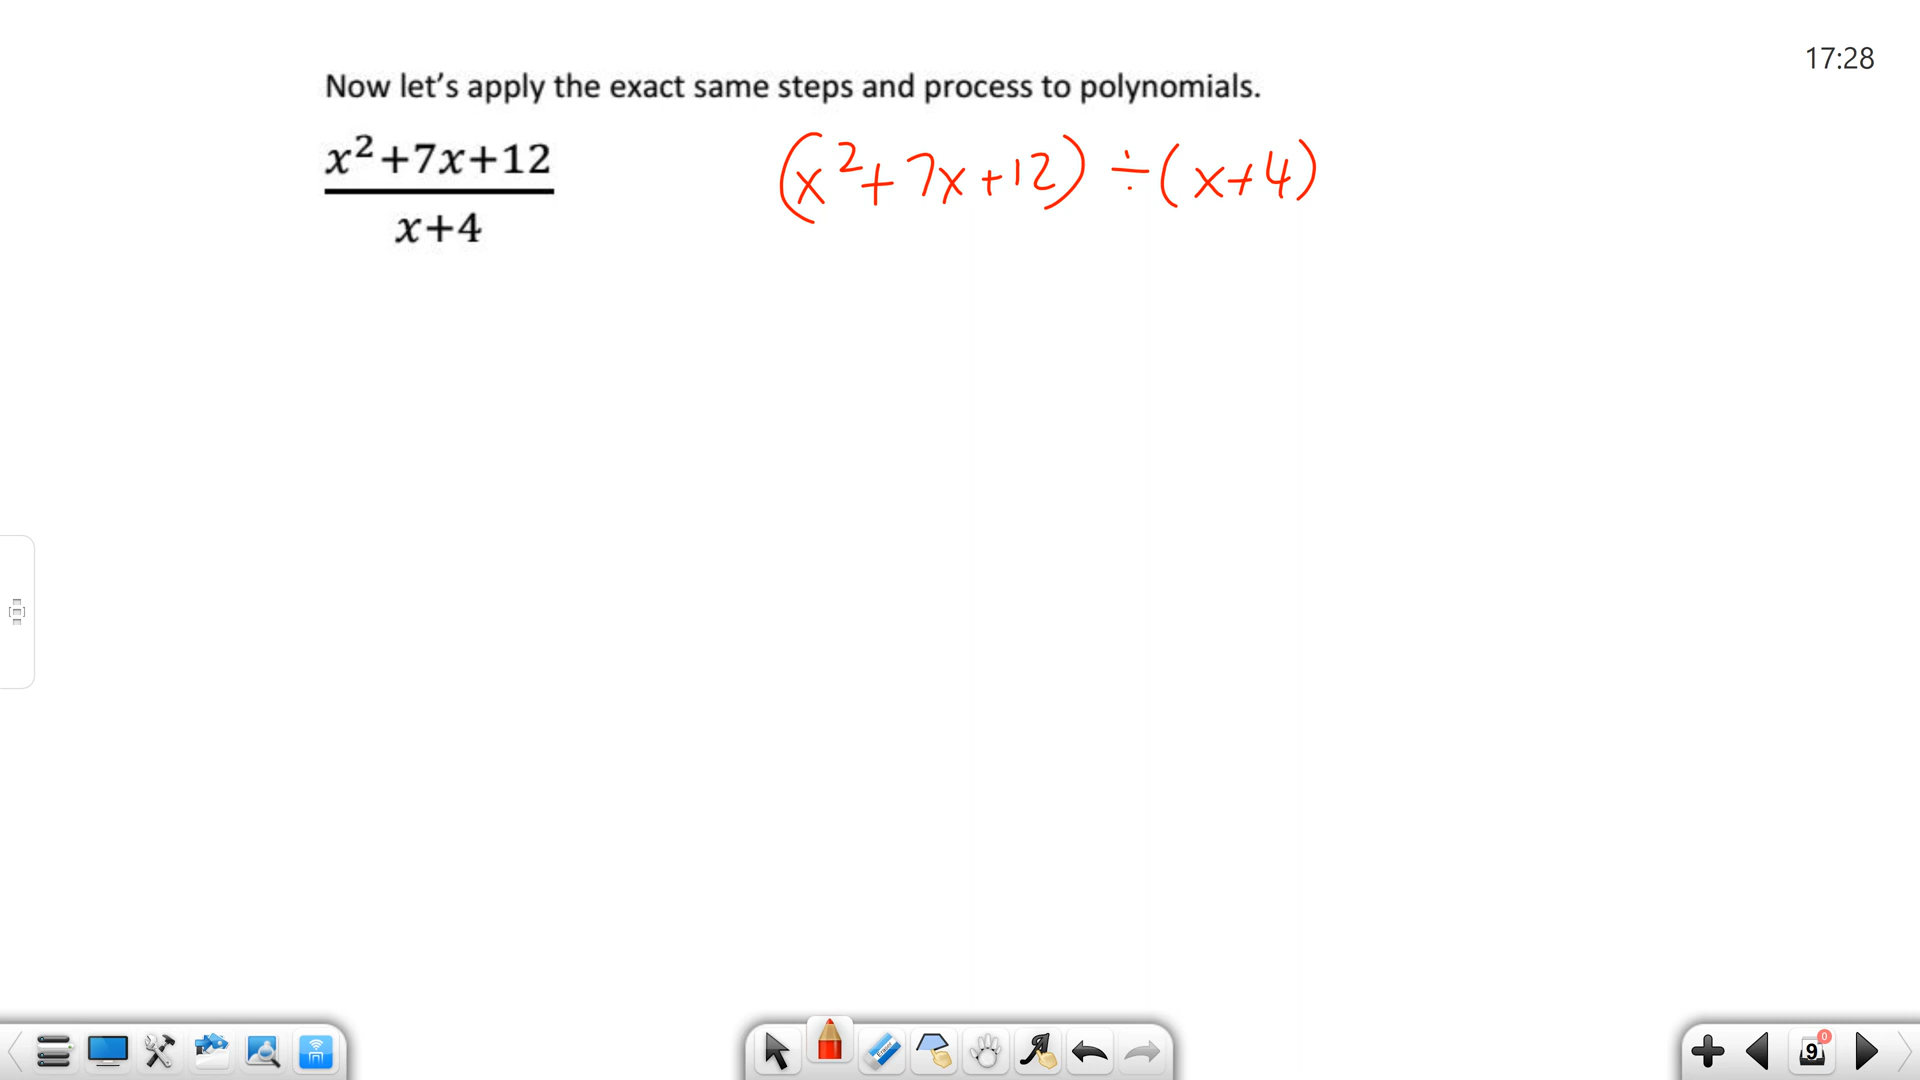 17:28
Now let’s apply the exact same steps and process to polynomials.
x²+7x+12
x+4
(x²+7x+12)÷(x+4)
9
0